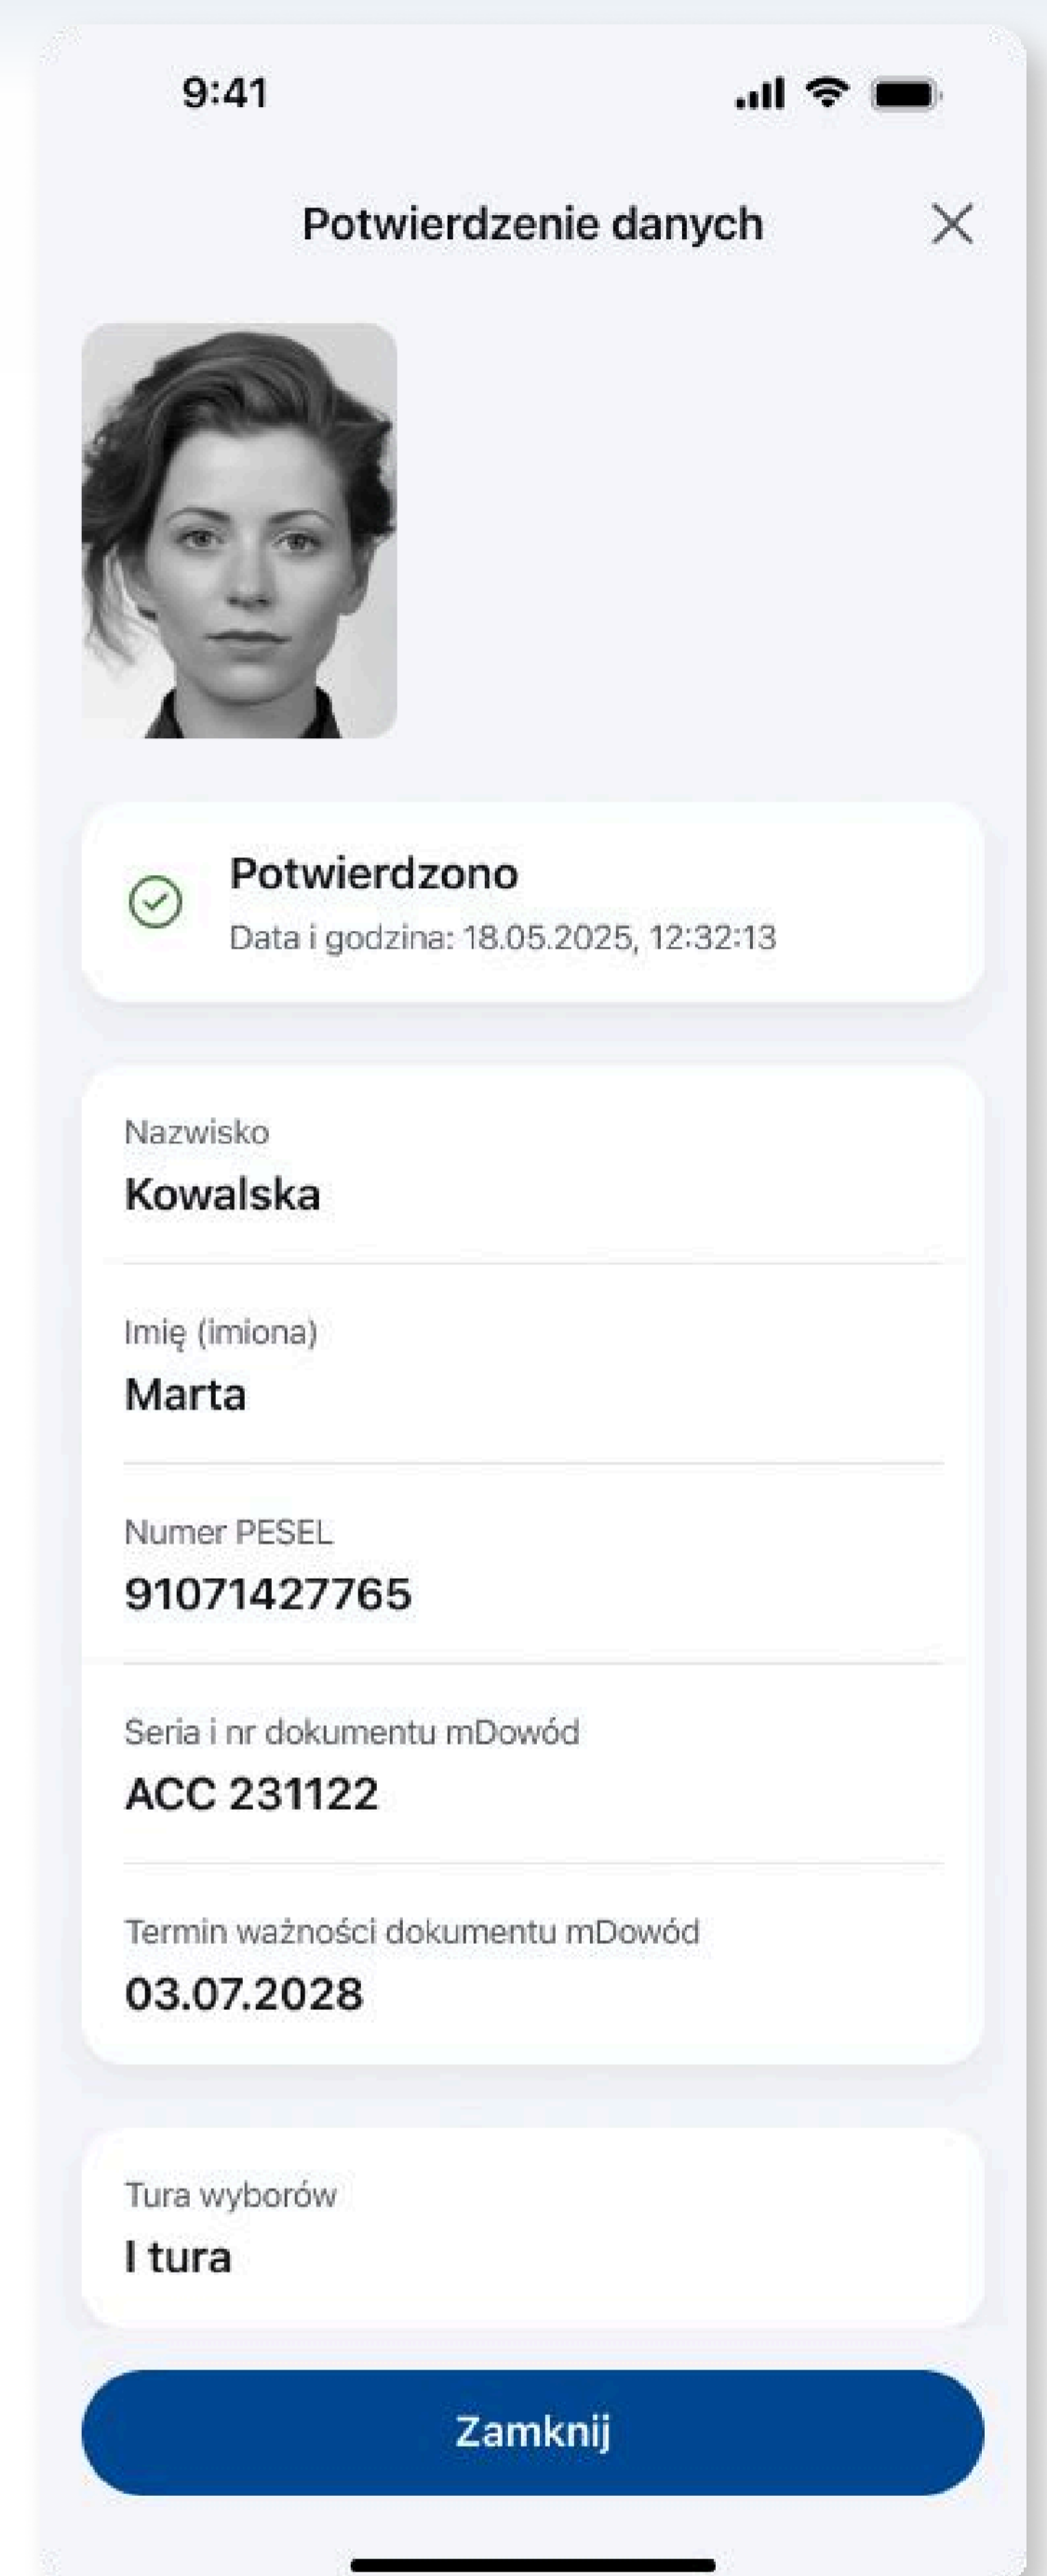 9:41
Potwierdzenie danych
Potwierdzono
Data i godzina: 18.05.2025, 12:32:13
Nazwisko
Kowalska
Imię (imiona)
Marta
Numer PESEL
91071427765
Seria i nr dokumentu mDowód
ACC 231122
Termin ważności dokumentu mDowód
03.07.2028
Tura wyborów
I tura
Zamknij